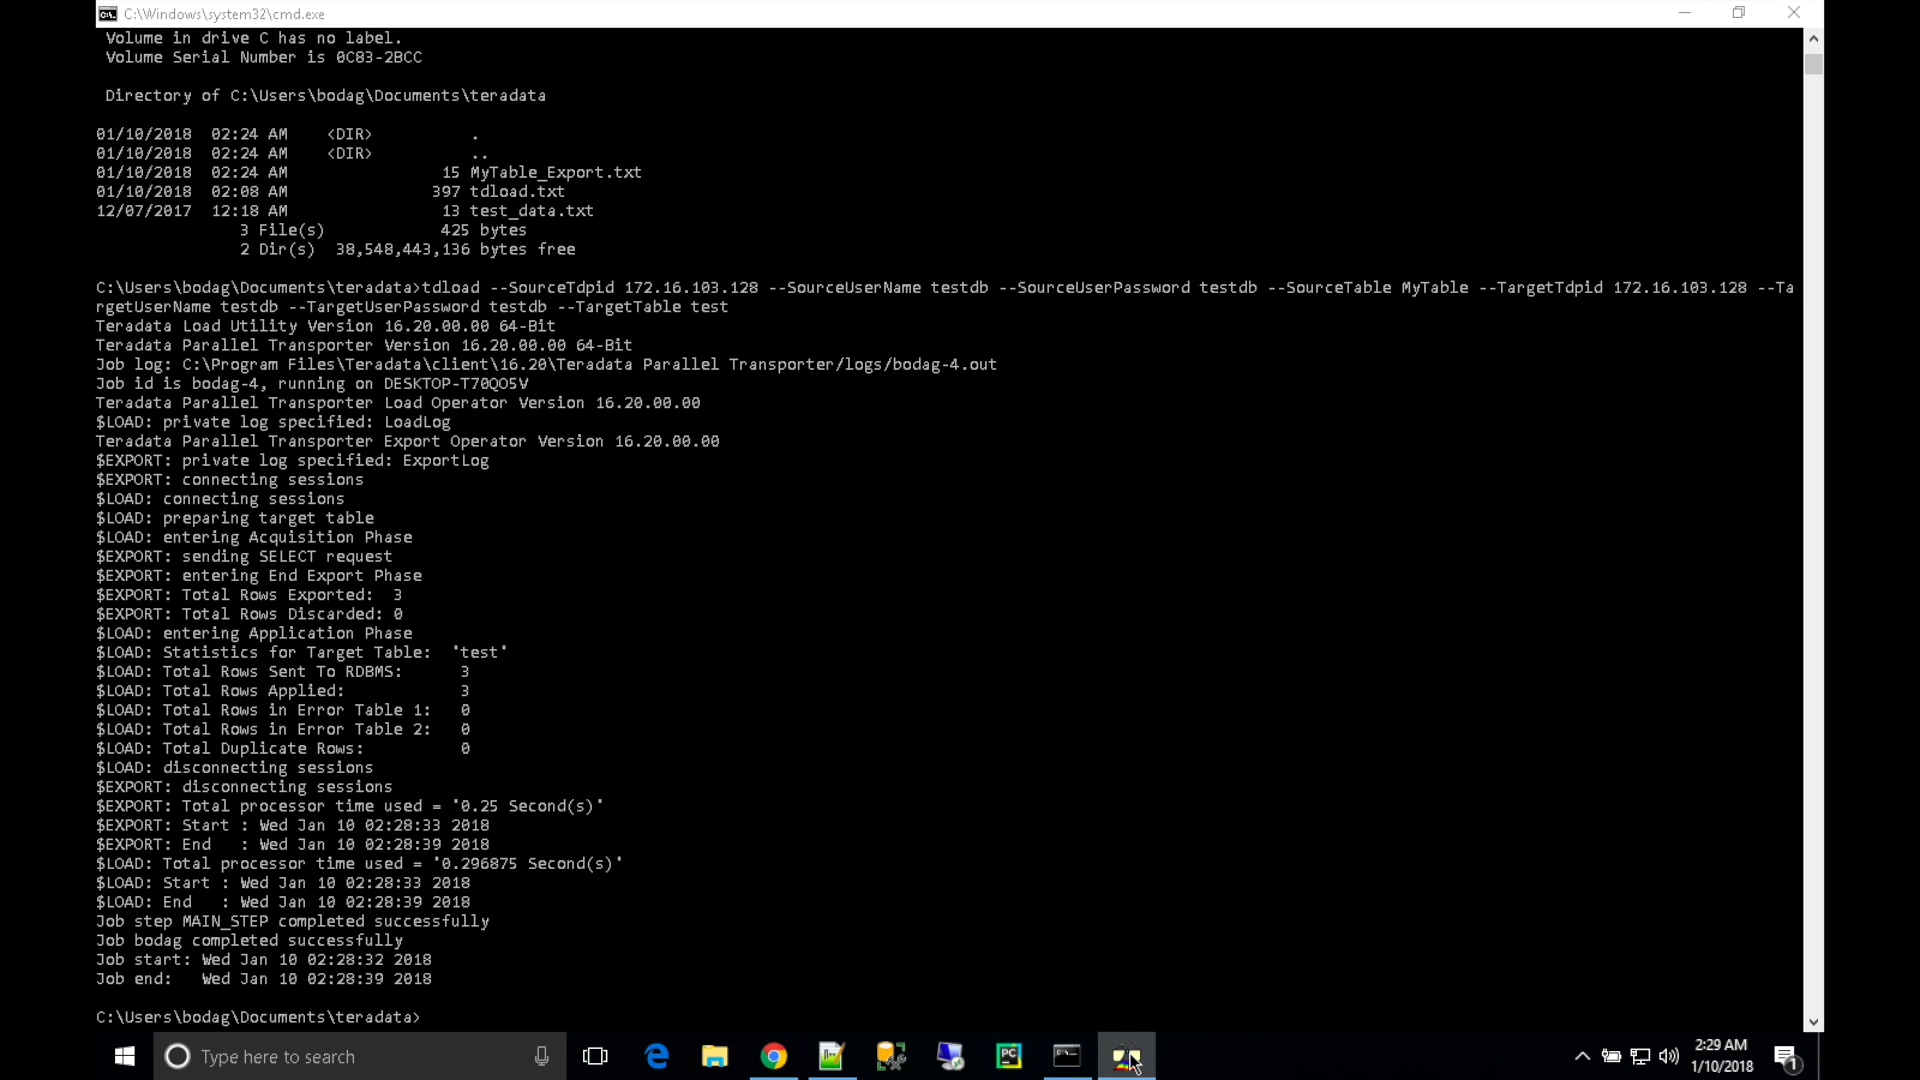 C:\Windows\system32\cmd.exe
Volume in drive C has no label.
Volume Serial Number is 0C83-2BCC
Directory of C:\Users\bodag\Documents\teradata
01/10/2018  02:24 AM    <DIR>          .
01/10/2018  02:24 AM    <DIR>          ..
01/10/2018  02:24 AM                15 MyTable_Export.txt
01/10/2018  02:08 AM               397 tdload.txt
12/07/2017  12:18 AM                13 test_data.txt
3 File(s)            425 bytes
2 Dir(s)  38,548,443,136 bytes free
C:\Users\bodag\Documents\teradata>tdload --SourceTdpid 172.16.103.128 --SourceUserName testdb --SourceUserPassword testdb --SourceTable MyTable --TargetTdpid 172.16.103.128 --Ta
rgetUserName testdb --TargetUserPassword testdb --TargetTable test
Teradata Load Utility Version 16.20.00.00 64-Bit
Teradata Parallel Transporter Version 16.20.00.00 64-Bit
Job log: C:\Program Files\Teradata\client\16.20\Teradata Parallel Transporter/logs/bodag-4.out
Job id is bodag-4, running on DESKTOP-T70QO5V
Teradata Parallel Transporter Load Operator Version 16.20.00.00
$LOAD: private log specified: LoadLog
Teradata Parallel Transporter Export Operator Version 16.20.00.00
$EXPORT: private log specified: ExportLog
$EXPORT: connecting sessions
$LOAD: connecting sessions
$LOAD: preparing target table
$LOAD: entering Acquisition Phase
$EXPORT: sending SELECT request
$EXPORT: entering End Export Phase
$EXPORT: Total Rows Exported:  3
$EXPORT: Total Rows Discarded: 0
$LOAD: entering Application Phase
$LOAD: Statistics for Target Table:  'test'
$LOAD: Total Rows Sent To RDBMS:      3
$LOAD: Total Rows Applied:            3
$LOAD: Total Rows in Error Table 1:   0
$LOAD: Total Rows in Error Table 2:   0
$LOAD: Total Duplicate Rows:          0
$LOAD: disconnecting sessions
$EXPORT: disconnecting sessions
$EXPORT: Total processor time used = '0.25 Second(s)'
$EXPORT: Start : Wed Jan 10 02:28:33 2018
$EXPORT: End   : Wed Jan 10 02:28:39 2018
$LOAD: Total processor time used = '0.296875 Second(s)'
$LOAD: Start : Wed Jan 10 02:28:33 2018
$LOAD: End   : Wed Jan 10 02:28:39 2018
Job step MAIN_STEP completed successfully
Job bodag completed successfully
Job start: Wed Jan 10 02:28:32 2018
Job end:   Wed Jan 10 02:28:39 2018
C:\Users\bodag\Documents\teradata>
Type here to search
PC
2:29 AM
1/10/2018
1